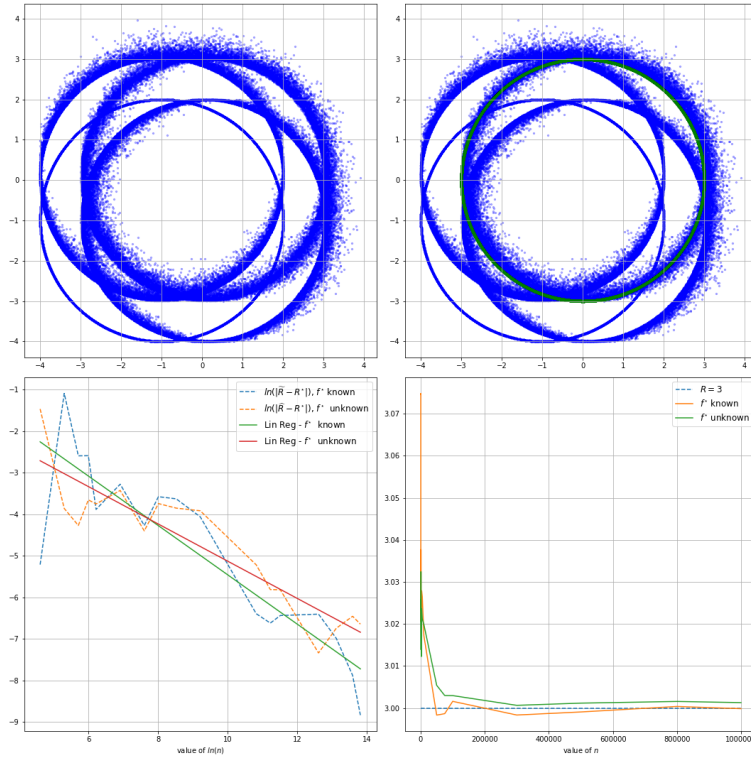 4
3
2
1
0
−1
−2
−3
−4
−4 −3 −2 −1 0 1 2 3 4
4
3
2
1
0
−1
−2
−3
−4
−4 −3 −2 −1 0 1 2 3 4
−1
−2
−3
−4
−5
−6
−7
−8
−9
ln(|R̃ − R*|), f* known
ln(|R̃ − R*|), f* unknown
Lin Reg - f* known
Lin Reg - f* unknown
6 8 10 12 14
value of ln(n)
3.07
3.06
3.05
3.04
3.03
3.02
3.01
3.00
R = 3
f* known
f* unknown
0 200000 400000 600000 800000 100000
value of n